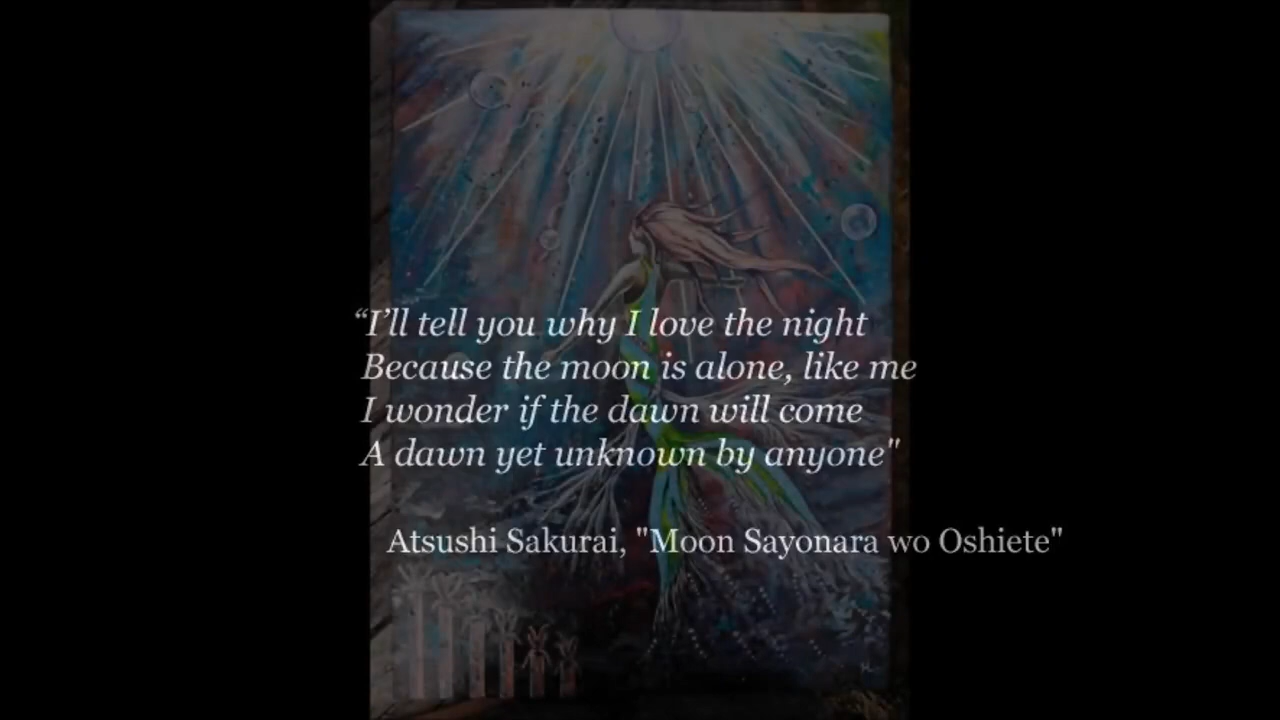 “I’ll tell you why I love the night
Because the moon is alone, like me
I wonder if the dawn will come
A dawn yet unknown by anyone"
Atsushi Sakurai, "Moon Sayonara wo Oshiete"